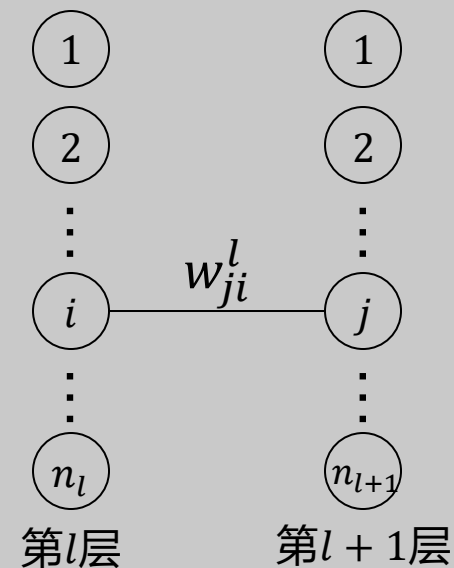 1 1
2 2
⋮ ⋮
w_{ji}^{l}
i j
⋮ ⋮
n_l n_{l+1}
第l层 第l + 1层